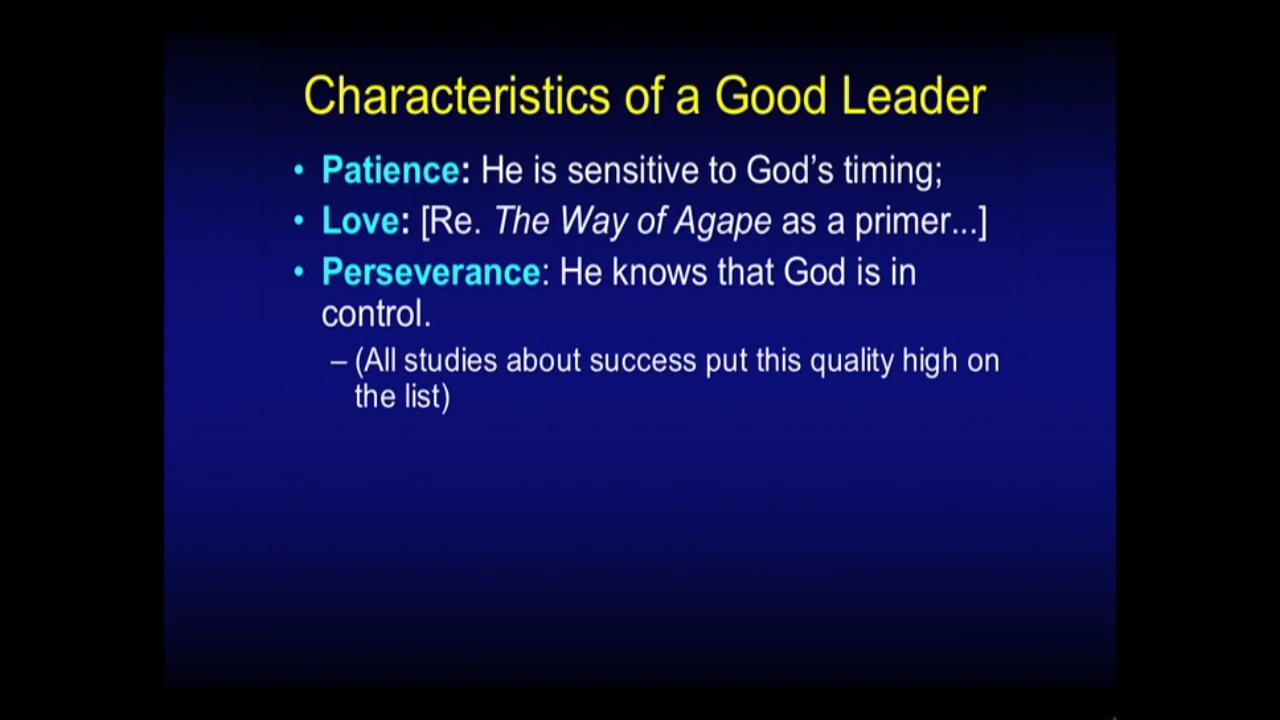 Characteristics of a Good Leader
• Patience: He is sensitive to God's timing;
• Love: [Re. The Way of Agape as a primer...]
• Perseverance: He knows that God is in
control.
– (All studies about success put this quality high on
the list)